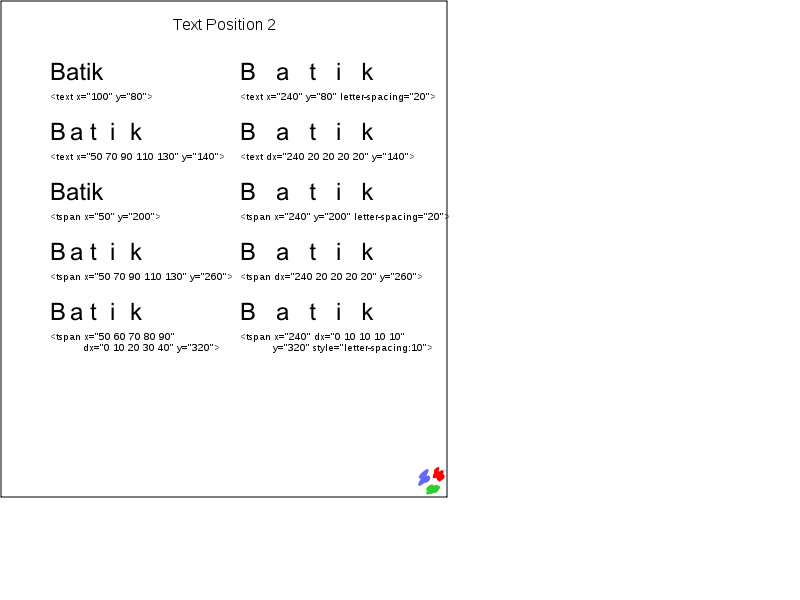 Text Position 2
Batik B a t i k
<text x="100" y="80"> <text x="240" y="80" letter-spacing="20">
B a t i k B a t i k
<text x="50 70 90 110 130" y="140"> <text dx="240 20 20 20 20" y="140">
Batik B a t i k
<tspan x="50" y="200"> <tspan x="240" y="200" letter-spacing="20">
B a t i k B a t i k
<tspan x="50 70 90 110 130" y="260"> <tspan dx="240 20 20 20 20" y="260">
B a t i k B a t i k
<tspan x="50 60 70 80 90" <tspan x="240" dx="0 10 10 10 10"
dx="0 10 20 30 40" y="320"> y="320" style="letter-spacing:10">